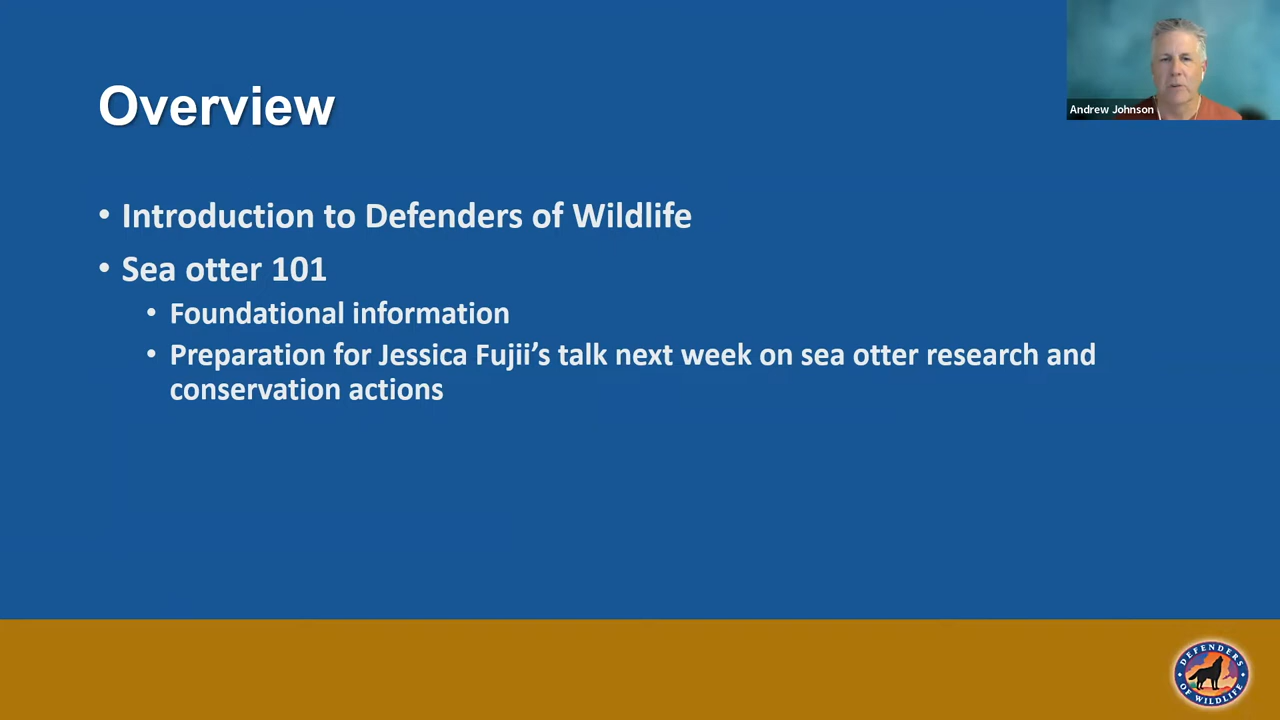 Overview
Andrew Johnson
• Introduction to Defenders of Wildlife
• Sea otter 101
• Foundational information
• Preparation for Jessica Fujii’s talk next week on sea otter research and
conservation actions
DEFENDERS
OF WILDLIFE